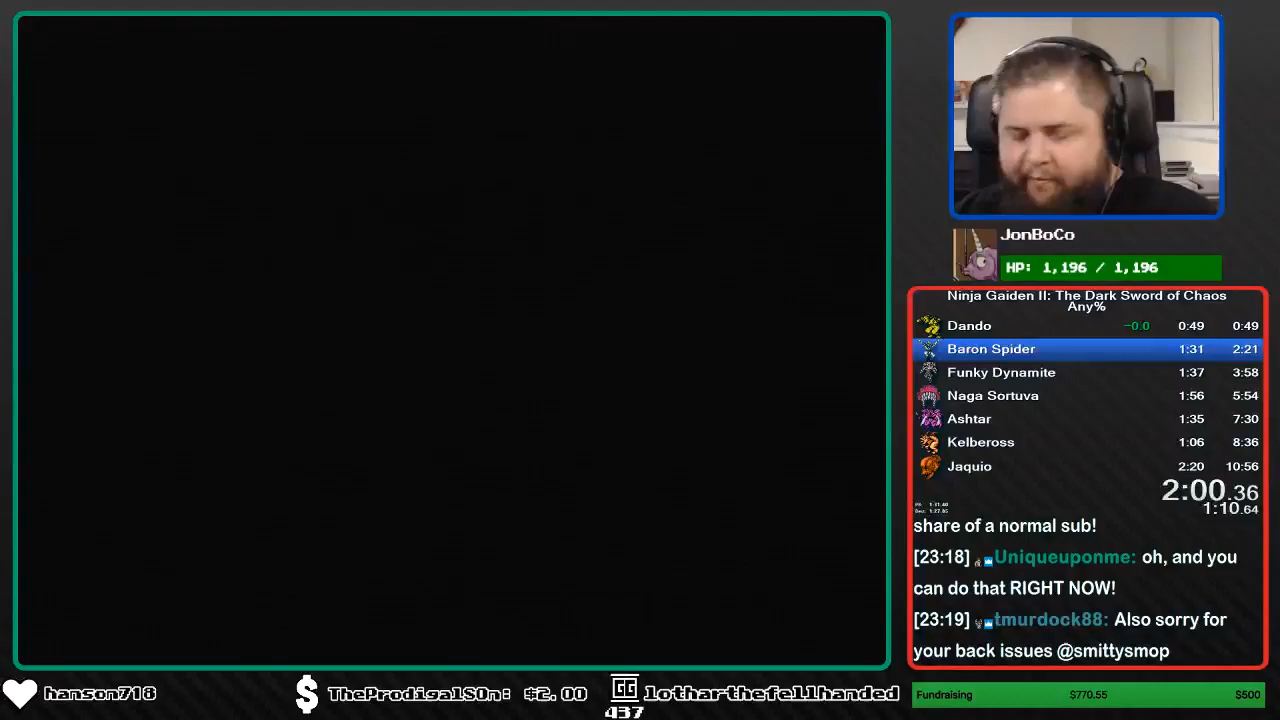 JonBoCo
HP: 1,196 / 1,196
Ninja Gaiden II: The Dark Sword of Chaos
Any%
Dando -0.0 0:49 0:49
Baron Spider 1:31 2:21
Funky Dynamite 1:37 3:58
Naga Sortuva 1:56 5:54
Ashtar 1:35 7:30
Kelbeross 1:06 8:36
Jaquio 2:20 10:56
2:00.36
1:10.64
share of a normal sub!
[23:18] Uniqueuponme: oh, and you
can do that RIGHT NOW!
[23:19] tmurdock88: Also sorry for
your back issues @smittysmop
hanson718
$ TheProdigalS0n: $2.00
GG lotharthefellhanded
437
Fundraising $770.55 $500